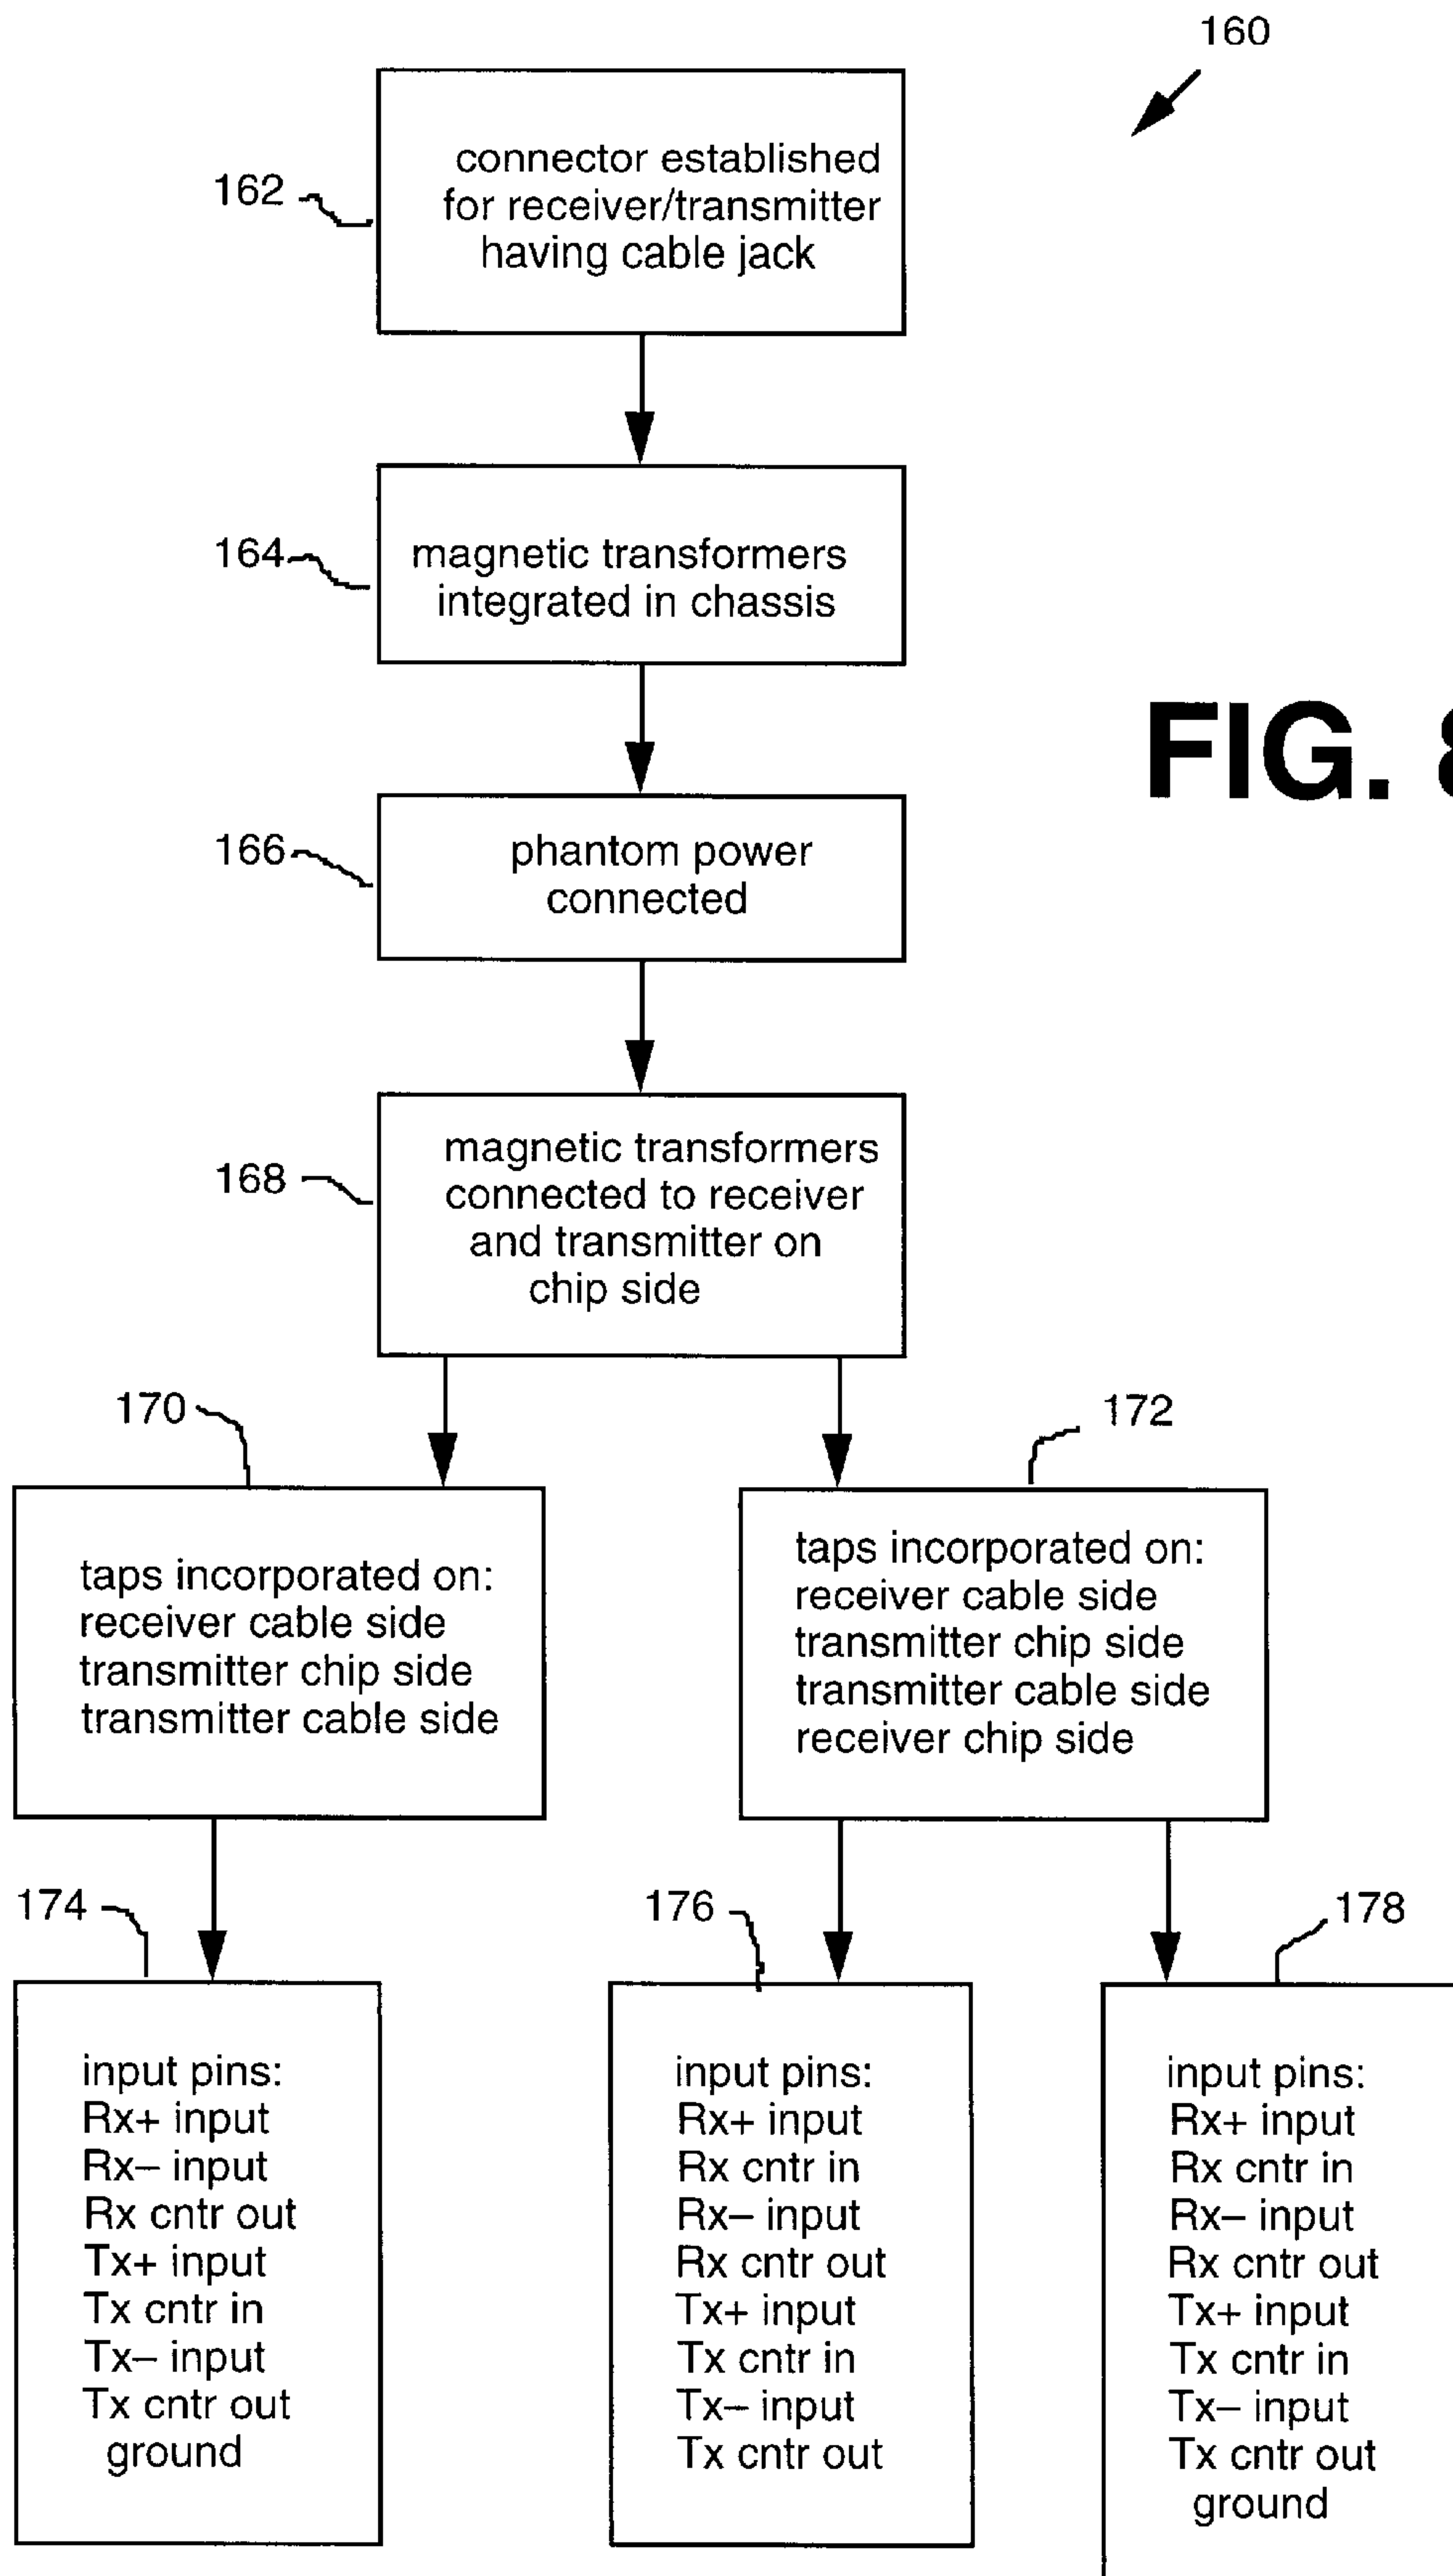 160
connector established
for receiver/transmitter
having cable jack
162
magnetic transformers
integrated in chassis
164
FIG. 8
phantom power
connected
166
magnetic transformers
connected to receiver
and transmitter on
chip side
168
170
172
taps incorporated on:
receiver cable side
transmitter chip side
transmitter cable side
taps incorporated on:
receiver cable side
transmitter chip side
transmitter cable side
receiver chip side
174
176
178
input pins:
Rx+ input
Rx– input
Rx cntr out
Tx+ input
Tx cntr in
Tx– input
Tx cntr out
ground
input pins:
Rx+ input
Rx cntr in
Rx– input
Rx cntr out
Tx+ input
Tx cntr in
Tx– input
Tx cntr out
input pins:
Rx+ input
Rx cntr in
Rx– input
Rx cntr out
Tx+ input
Tx cntr in
Tx– input
Tx cntr out
ground